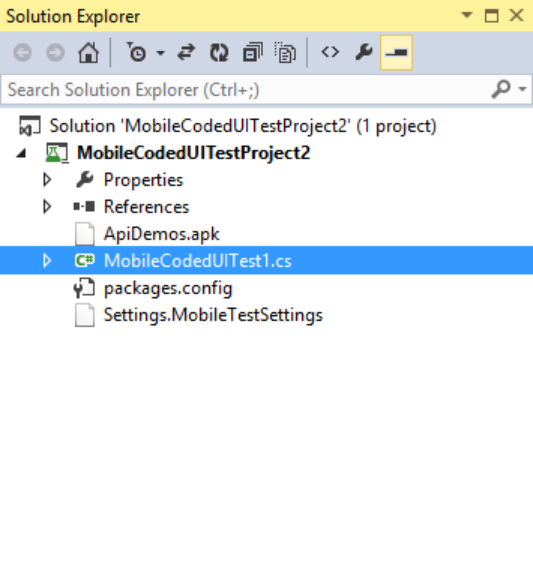 Solution Explorer
Search Solution Explorer (Ctrl+;)
Solution 'MobileCodedUITestProject2' (1 project)
MobileCodedUITestProject2
Properties
References
ApiDemos.apk
C# MobileCodedUITest1.cs
packages.config
Settings.MobileTestSettings